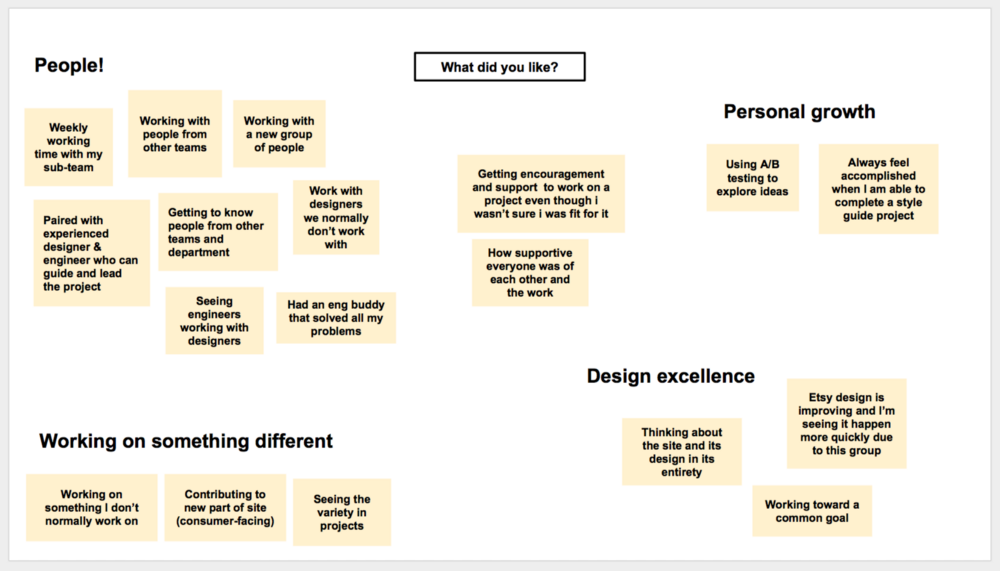 What did you like?
People!
Weekly
working
time with my
sub-team
Working with
people from
other teams
Working with
a new group
of people
Paired with
experienced
designer &
engineer who can
guide and lead
the project
Getting to know
people from other
teams and
department
Work with
designers
we normally
don't work
with
Seeing
engineers
working with
designers
Had an eng buddy
that solved all my
problems
Getting encouragement
and support to work on a
project even though i
wasn't sure i was fit for it
How supportive
everyone was of
each other and
the work
Personal growth
Using A/B
testing to
explore ideas
Always feel
accomplished
when I am able to
complete a style
guide project
Working on something different
Working on
something I don't
normally work on
Contributing to
new part of site
(consumer-facing)
Seeing the
variety in
projects
Design excellence
Thinking about
the site and its
design in its
entirety
Etsy design is
improving and I'm
seeing it happen
more quickly due
to this group
Working toward a
common goal